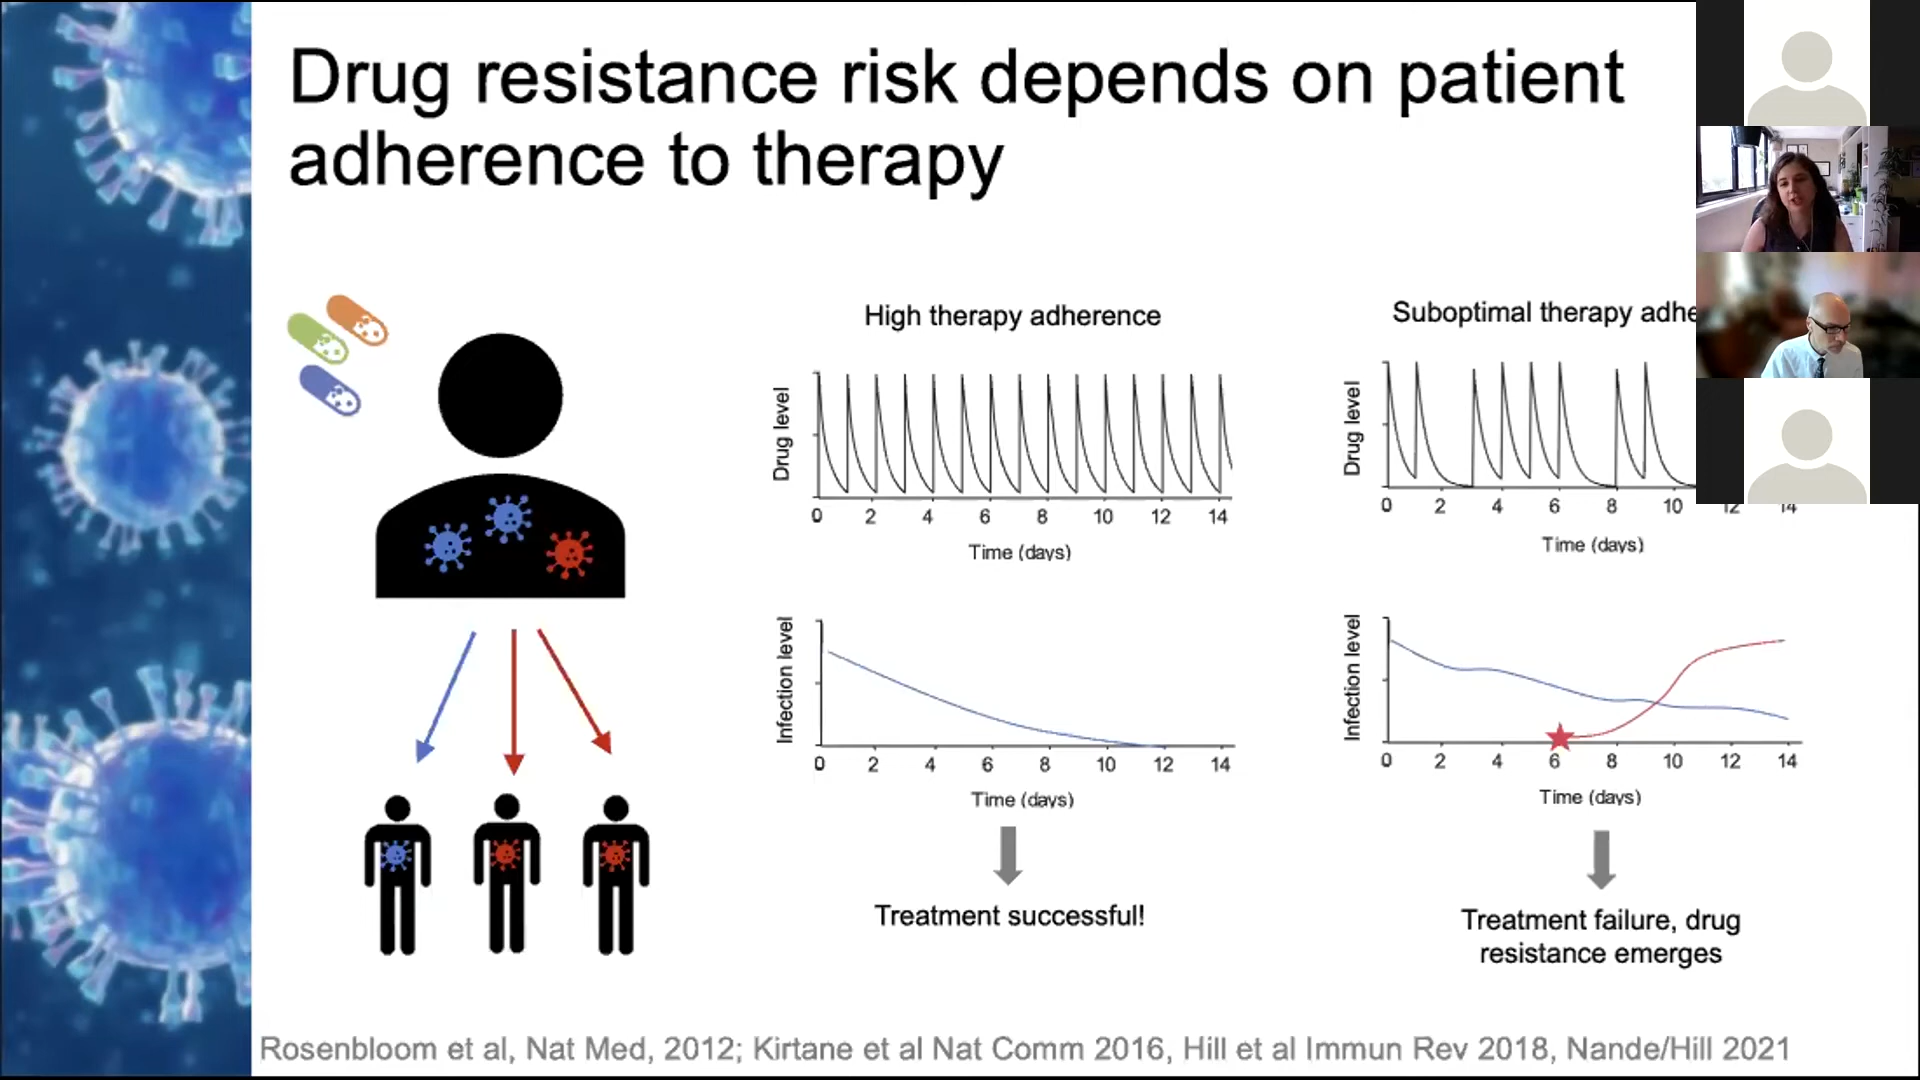 Drug resistance risk depends on patient
adherence to therapy
High therapy adherence
Drug level
0 2 4 6 8 10 12 14
Time (days)
Infection level
0 2 4 6 8 10 12 14
Time (days)
Treatment successful!
Suboptimal therapy adhe
Drug level
0 2 4 6 8 10 12 14
Time (days)
Infection level
0 2 4 6 8 10 12 14
Time (days)
Treatment failure, drug
resistance emerges
Rosenbloom et al, Nat Med, 2012; Kirtane et al Nat Comm 2016, Hill et al Immun Rev 2018, Nande/Hill 2021